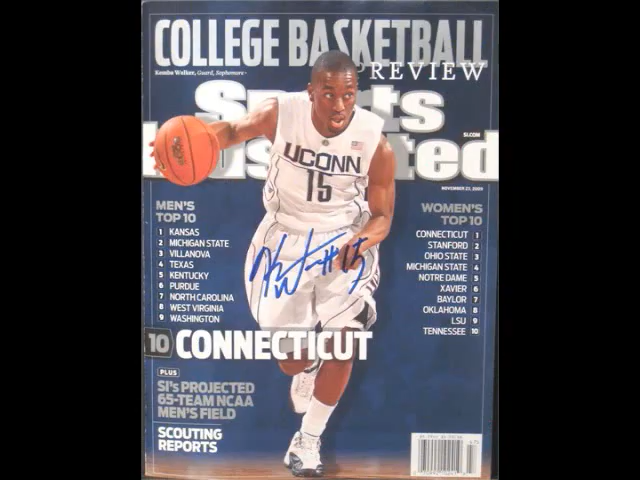 COLLEGE BASKETBALL
PREVIEW
Kemba Walker, Guard, Sophomore
Sports
Illustrated
SI.COM
NOVEMBER 23, 2009
UCONN
15
MEN'S
TOP 10
1 KANSAS
2 MICHIGAN STATE
3 VILLANOVA
4 TEXAS
5 KENTUCKY
6 PURDUE
7 NORTH CAROLINA
8 WEST VIRGINIA
9 WASHINGTON
10 CONNECTICUT
WOMEN'S
TOP 10
CONNECTICUT 1
STANFORD 2
OHIO STATE 3
MICHIGAN STATE 4
NOTRE DAME 5
XAVIER 6
BAYLOR 7
OKLAHOMA 8
LSU 9
TENNESSEE 10
#15
PLUS
SI's PROJECTED
65-TEAM NCAA
MEN'S FIELD
SCOUTING
REPORTS